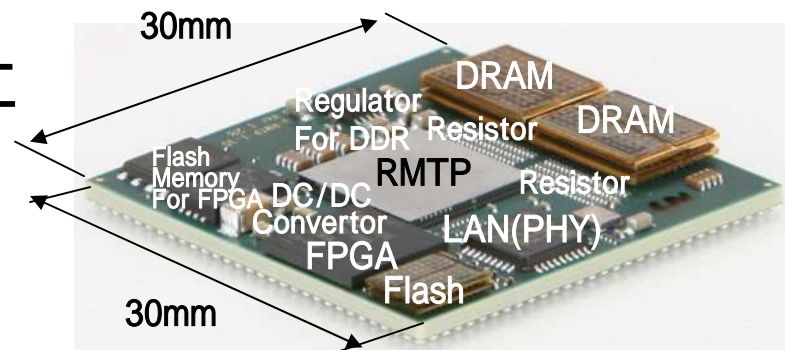 30mm
DRAM
DRAM
Regulator
For DDR
Resistor
Flash
Memory
For FPGA
RMTP
Resistor
DC/DC
Convertor
LAN(PHY)
FPGA
Flash
30mm